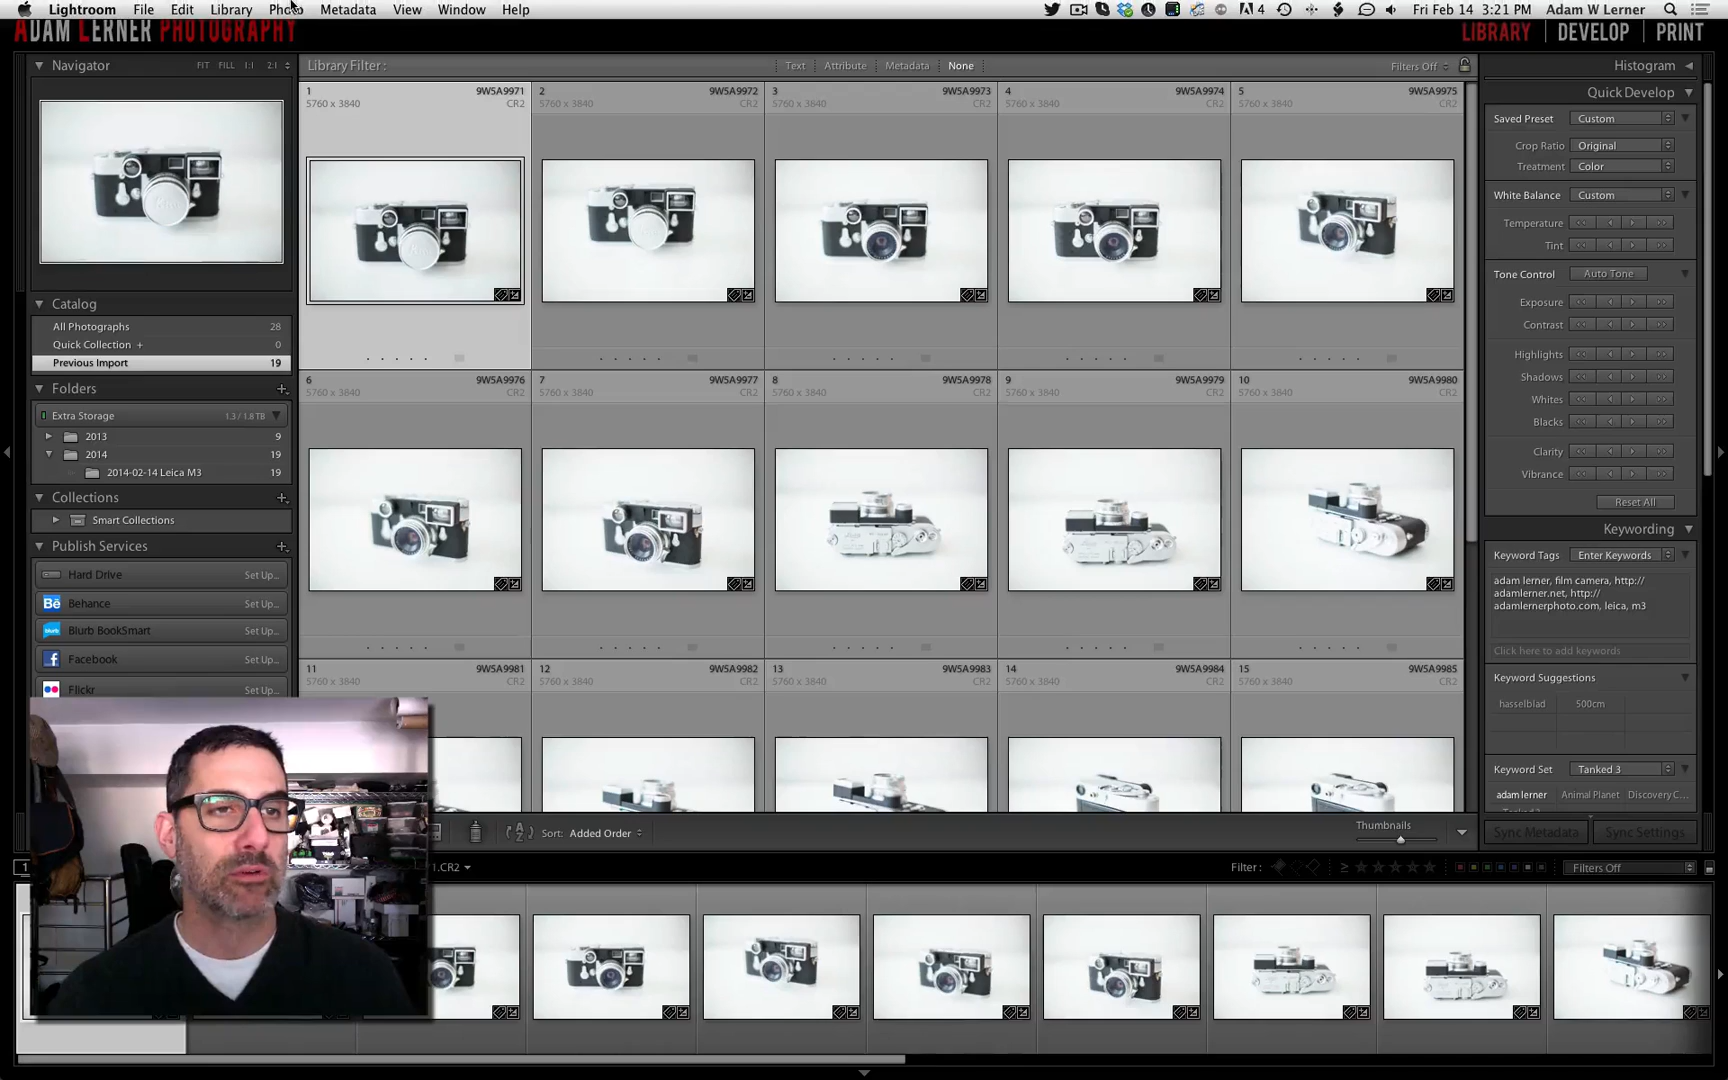 Lightroom File Edit Library Photo Metadata View Window Help 4 Fri Feb 14 3:21 PM Adam W Lerner
ADAM LERNER PHOTOGRAPHY LIBRARY | DEVELOP | PRINT
Navigator FIT FILL 1:1 2:1
Library Filter : Text Attribute Metadata None Filters Off
Histogram
Quick Develop
Saved Preset Custom
Crop Ratio Original
Treatment Color
White Balance Custom
Temperature
Tint
Tone Control Auto Tone
Exposure
Contrast
Highlights
Shadows
Whites
Blacks
Clarity
Vibrance
Reset All
Keywording
Keyword Tags Enter Keywords
adam lerner, film camera, http://
adamlernerphoto.com, leica, m3
adamlerner.net, http://
Click here to add keywords
Keyword Suggestions
hasselblad 500cm
Keyword Set Tanked 3
adam lerner Animal Planet Discovery C...
Sync Metadata Sync Settings
1 9W5A9971 2 9W5A9972 3 9W5A9973 4 9W5A9974 5 9W5A9975
5760 x 3840 CR2 5760 x 3840 CR2 5760 x 3840 CR2 5760 x 3840 CR2 5760 x 3840 CR2
6 9W5A9976 7 9W5A9977 8 9W5A9978 9 9W5A9979 10 9W5A9980
5760 x 3840 CR2 5760 x 3840 CR2 5760 x 3840 CR2 5760 x 3840 CR2 5760 x 3840 CR2
11 9W5A9981 12 9W5A9982 13 9W5A9983 14 9W5A9984 15 9W5A9985
5760 x 3840 CR2 5760 x 3840 CR2 5760 x 3840 CR2 5760 x 3840 CR2 5760 x 3840 CR2
Catalog
All Photographs 28
Quick Collection + 0
Previous Import 19
Folders
Extra Storage 1.3 / 1.8 TB
2013 9
2014 19
2014-02-14 Leica M3 19
Collections
Smart Collections
Publish Services
Hard Drive Set Up...
Bē Behance Set Up...
Blurb BookSmart Set Up...
f Facebook Set Up...
Flickr Set Up...
Sort: Added Order Thumbnails
1 1.CR2 Filter : Filters Off